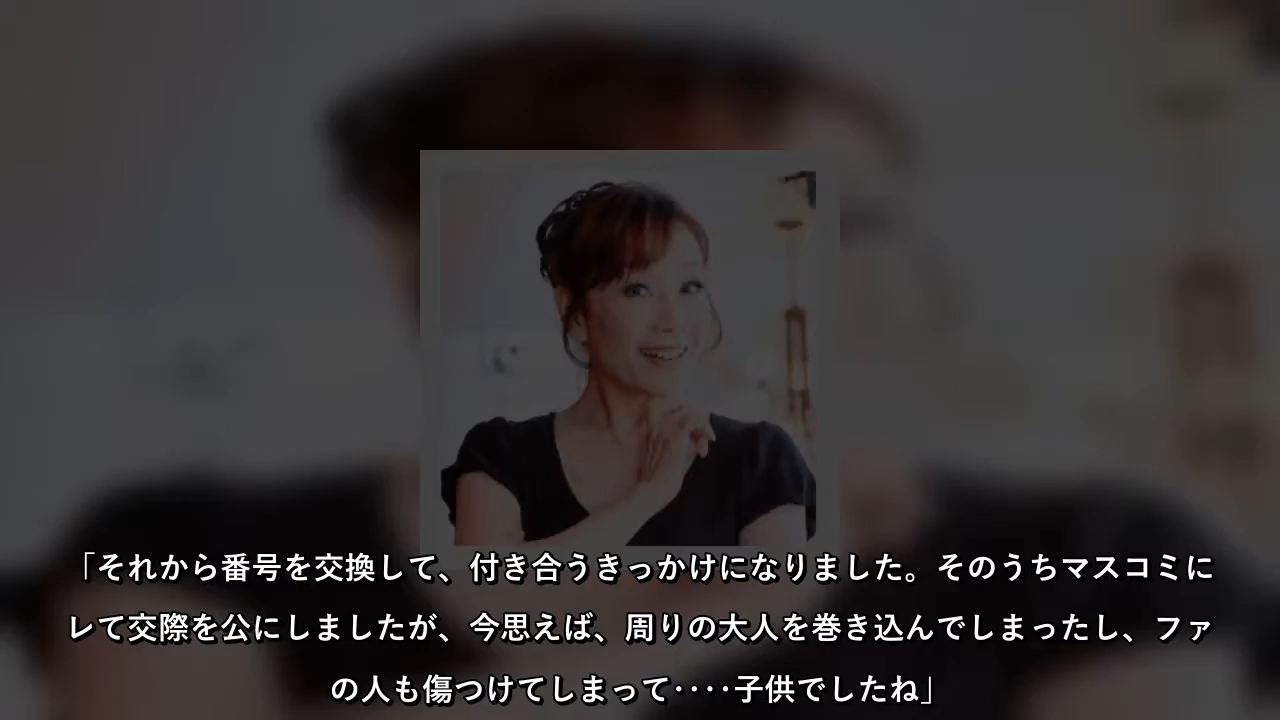 「それから番号を交換して、付き合うきっかけになりました。そのうちマスコミに
レて交際を公にしましたが、今思えば、周りの大人を巻き込んでしまったし、ファ
の人も傷つけてしまって‥‥子供でしたね」